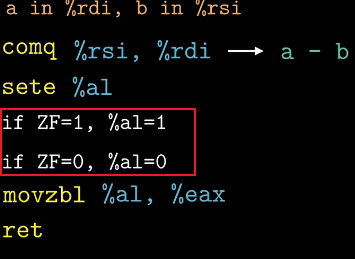 a in %rdi, b in %rsi
comq %rsi, %rdi → a - b
sete %al
if ZF=1, %al=1
if ZF=0, %al=0
movzbl %al, %eax
ret